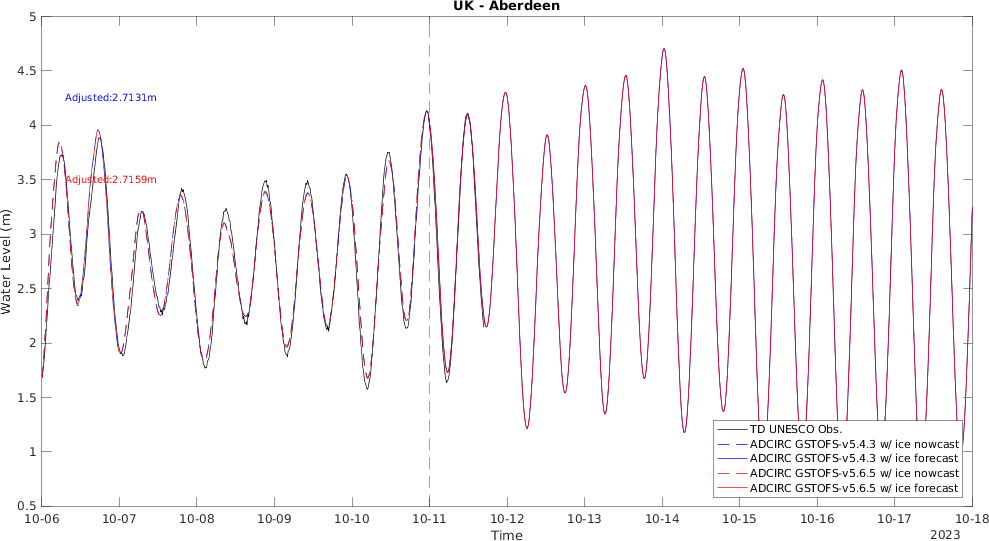 UK - Aberdeen
5
4.5
4
3.5
3
2.5
2
1.5
1
0.5
Water Level (m)
Adjusted:2.7131m
Adjusted:2.7159m
TD UNESCO Obs.
ADCIRC GSTOFS-v5.4.3 w/ ice nowcast
ADCIRC GSTOFS-v5.4.3 w/ ice forecast
ADCIRC GSTOFS-v5.6.5 w/ ice nowcast
ADCIRC GSTOFS-v5.6.5 w/ ice forecast
10-06 10-07 10-08 10-09 10-10 10-11 10-12 10-13 10-14 10-15 10-16 10-17 10-18
Time
2023